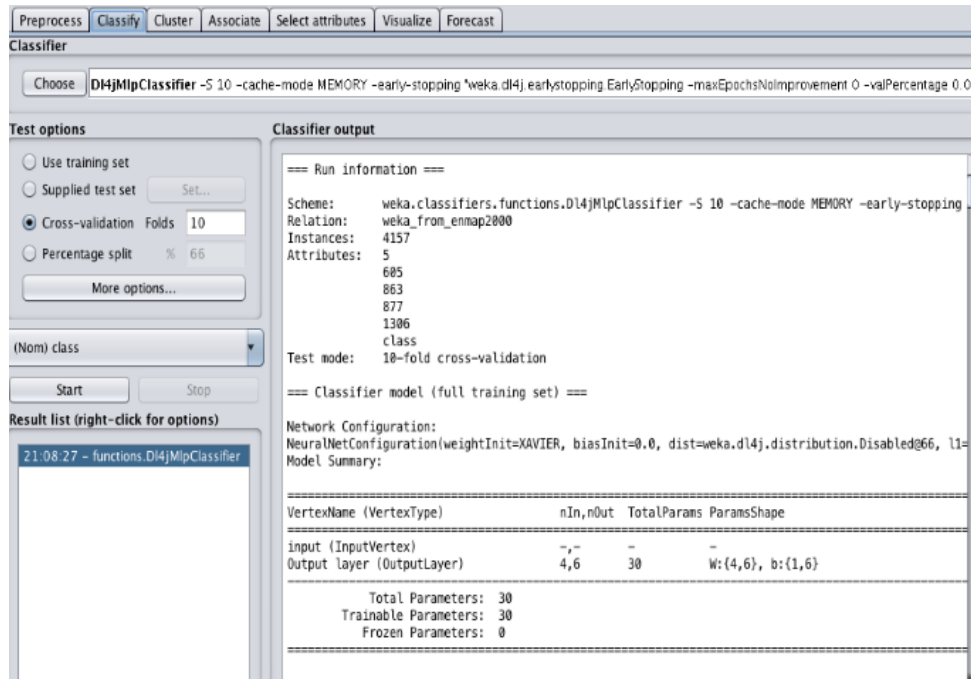 Preprocess Classify Cluster Associate Select attributes Visualize Forecast
Classifier
Choose Dl4jMlpClassifier -S 10 -cache-mode MEMORY -early-stopping "weka.dl4j.earlystopping.EarlyStopping -maxEpochsNoImprovement 0 -valPercentage 0.0
Test options
Use training set
Supplied test set Set...
Cross-validation Folds 10
Percentage split % 66
More options...
(Nom) class
Start Stop
Result list (right-click for options)
21:08:27 - functions.Dl4jMlpClassifier
Classifier output
=== Run information ===
Scheme: weka.classifiers.functions.Dl4jMlpClassifier -S 10 -cache-mode MEMORY -early-stopping
Relation: weka_from_enmap2000
Instances: 4157
Attributes: 5
605
863
877
1306
class
Test mode: 10-fold cross-validation
=== Classifier model (full training set) ===
Network Configuration:
NeuralNetConfiguration(weightInit=XAVIER, biasInit=0.0, dist=weka.dl4j.distribution.Disabled@66, l1=
Model Summary:
VertexName (VertexType) nIn,nOut TotalParams ParamsShape
input (InputVertex) -,- - -
Output layer (OutputLayer) 4,6 30 W:{4,6}, b:{1,6}
Total Parameters: 30
Trainable Parameters: 30
Frozen Parameters: 0